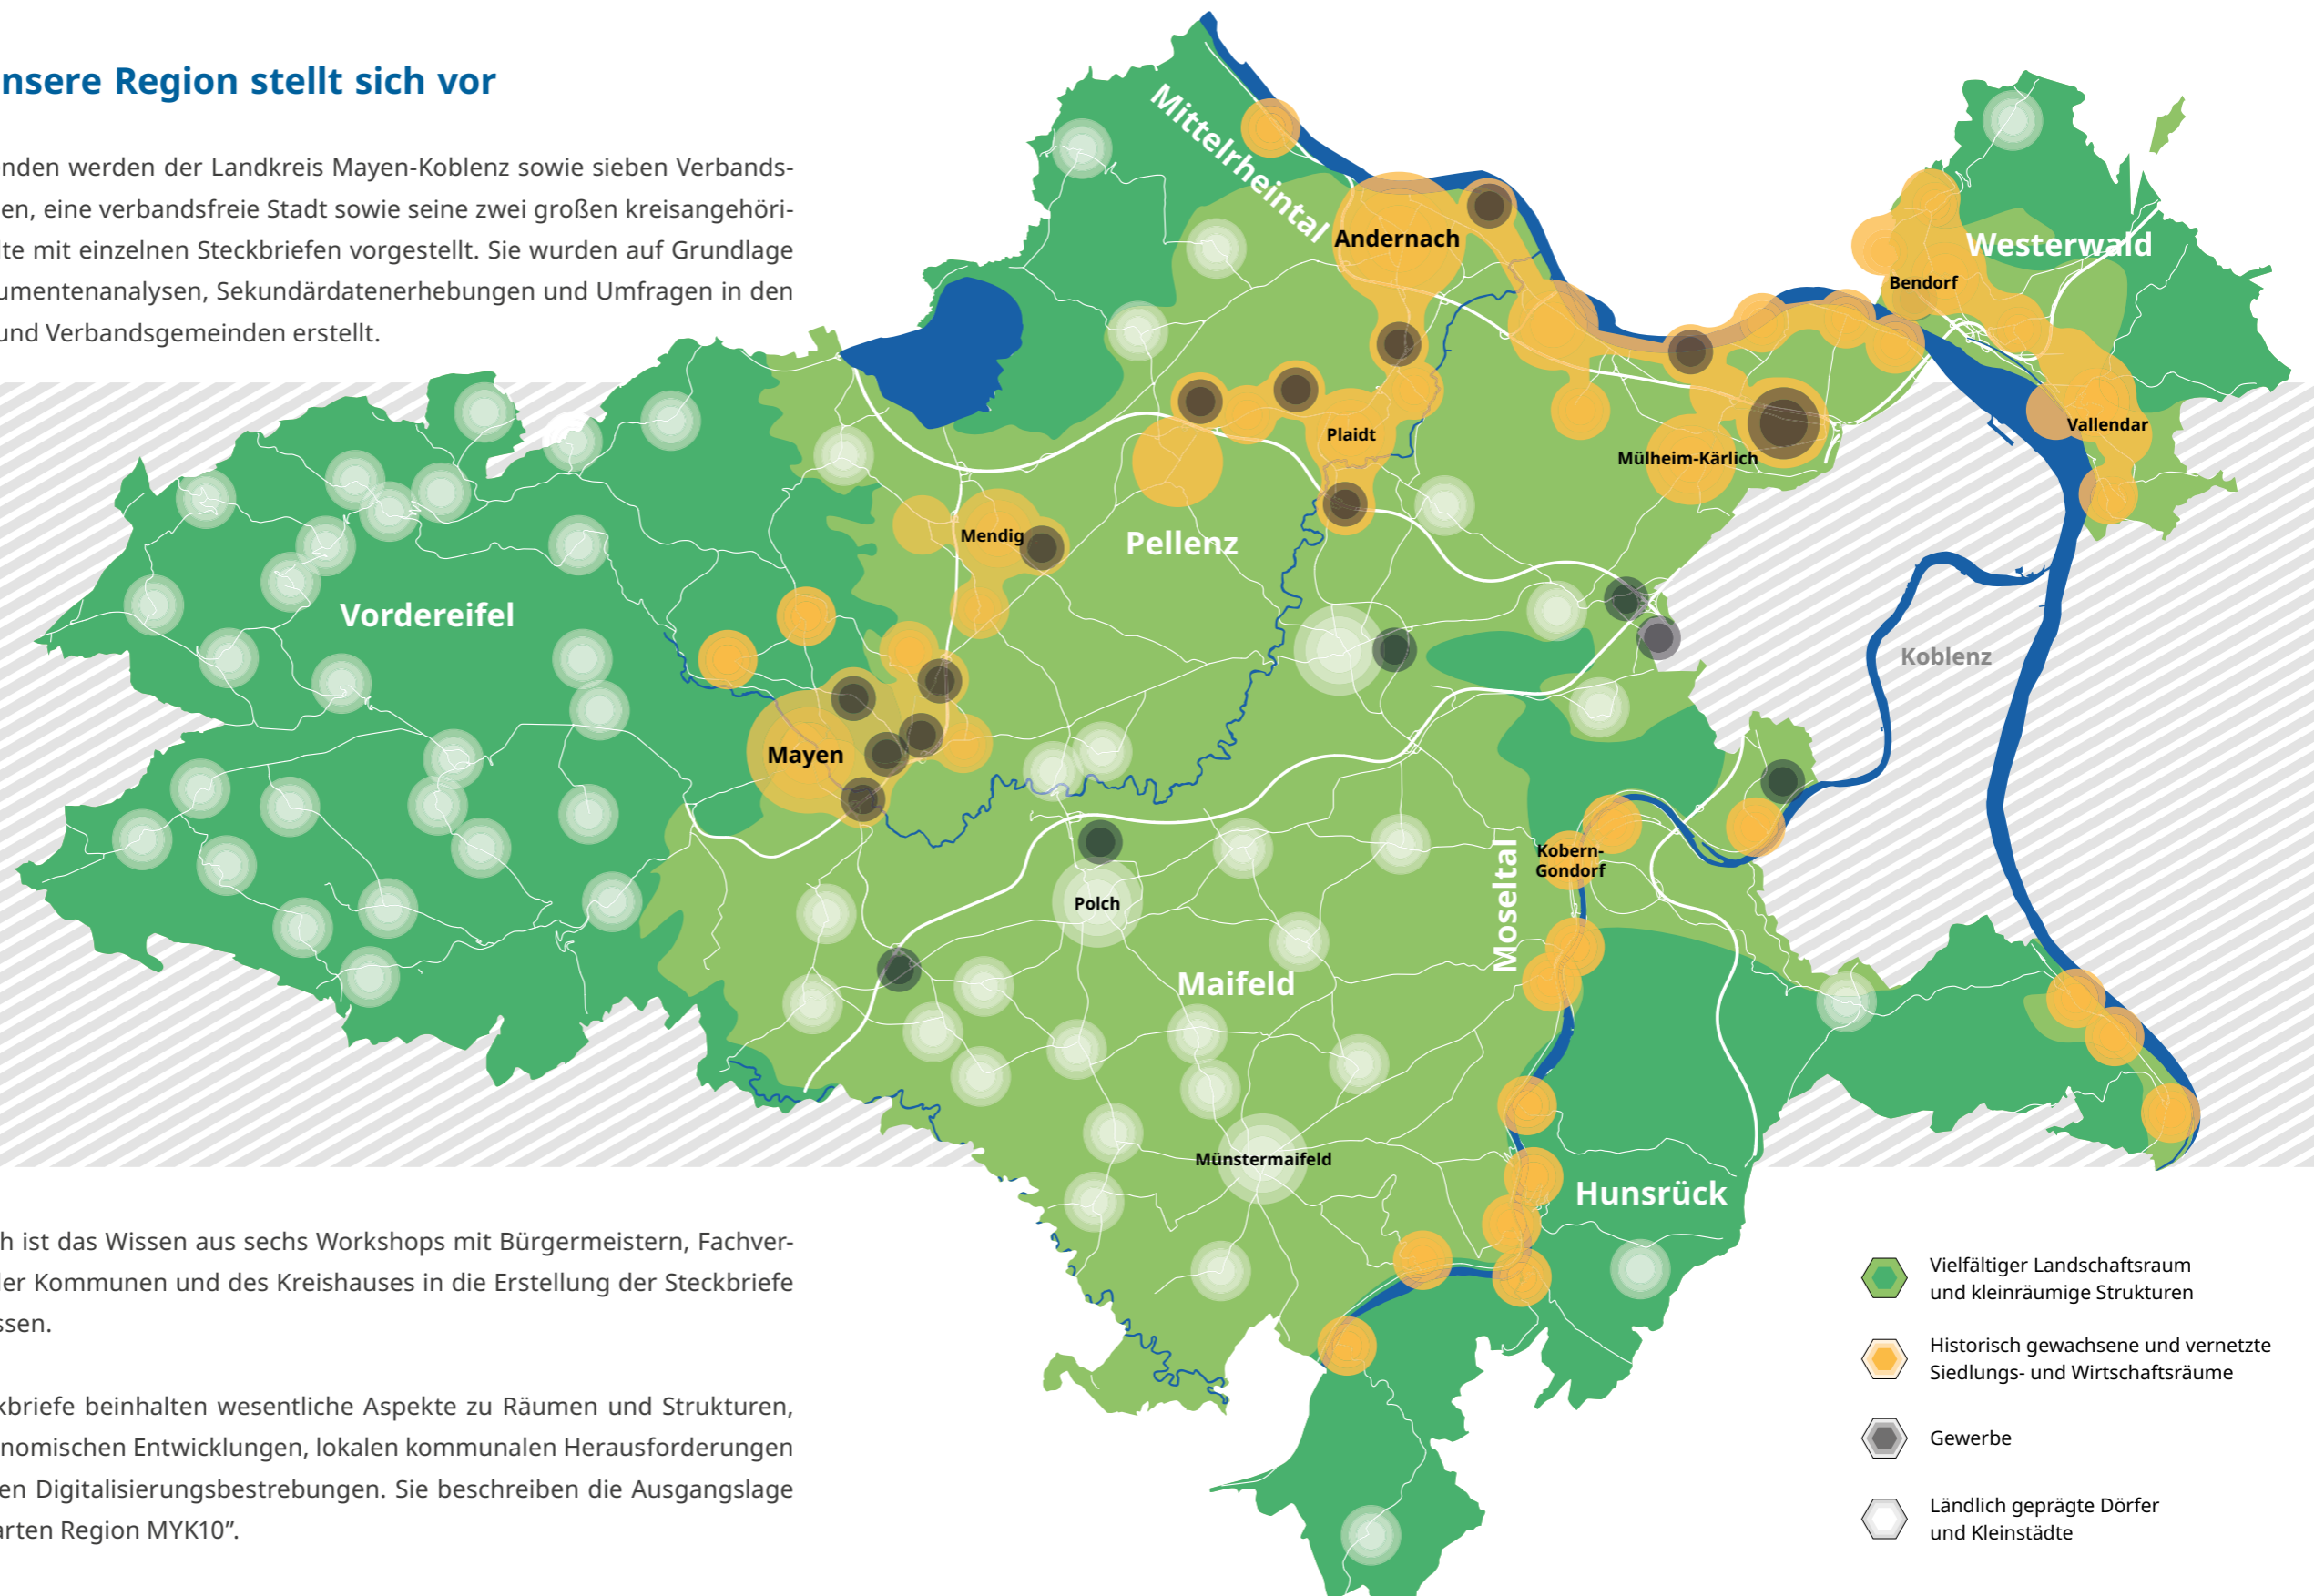 nsere Region stellt sich vor
nden werden der Landkreis Mayen-Koblenz sowie sieben Verbands-
en, eine verbandsfreie Stadt sowie seine zwei großen kreisangehöri-
te mit einzelnen Steckbriefen vorgestellt. Sie wurden auf Grundlage
umentenanalysen, Sekundärdatenerhebungen und Umfragen in den
und Verbandsgemeinden erstellt.
Mittelrheintal
Andernach
Westerwald
Bendorf
Vallendar
Plaidt
Mülheim-Kärlich
Mendig
Pellenz
Vordereifel
Koblenz
Mayen
Kobern-
Gondorf
Moseltal
Polch
Maifeld
Münstermaifeld
Hunsrück
h ist das Wissen aus sechs Workshops mit Bürgermeistern, Fachver-
ler Kommunen und des Kreishauses in die Erstellung der Steckbriefe
ssen.
kbriefe beinhalten wesentliche Aspekte zu Räumen und Strukturen,
nomischen Entwicklungen, lokalen kommunalen Herausforderungen
en Digitalisierungsbestrebungen. Sie beschreiben die Ausgangslage
arten Region MYK10”.
Vielfältiger Landschaftsraum
und kleinräumige Strukturen
Historisch gewachsene und vernetzte
Siedlungs- und Wirtschaftsräume
Gewerbe
Ländlich geprägte Dörfer
und Kleinstädte